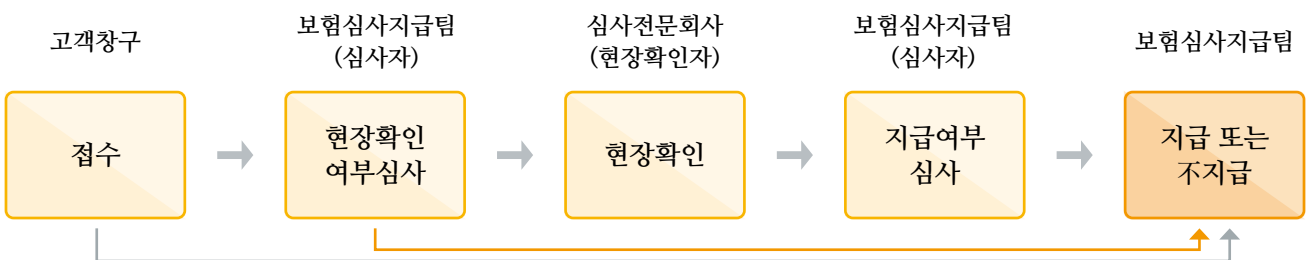 고객창구
보험심사지급팀
(심사자)
심사전문회사
(현장확인자)
보험심사지급팀
(심사자)
보험심사지급팀
접수
현장확인
여부심사
현장확인
지급여부
심사
지급 또는
不지급